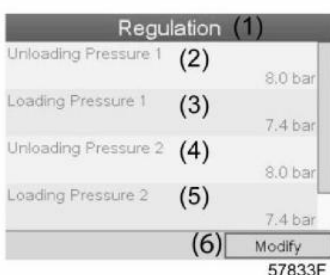 Regulation (1)
Unloading Pressure 1 (2)
8.0 bar
Loading Pressure 1 (3)
7.4 bar
Unloading Pressure 2 (4)
8.0 bar
Loading Pressure 2 (5)
7.4 bar
(6) Modify
57833F